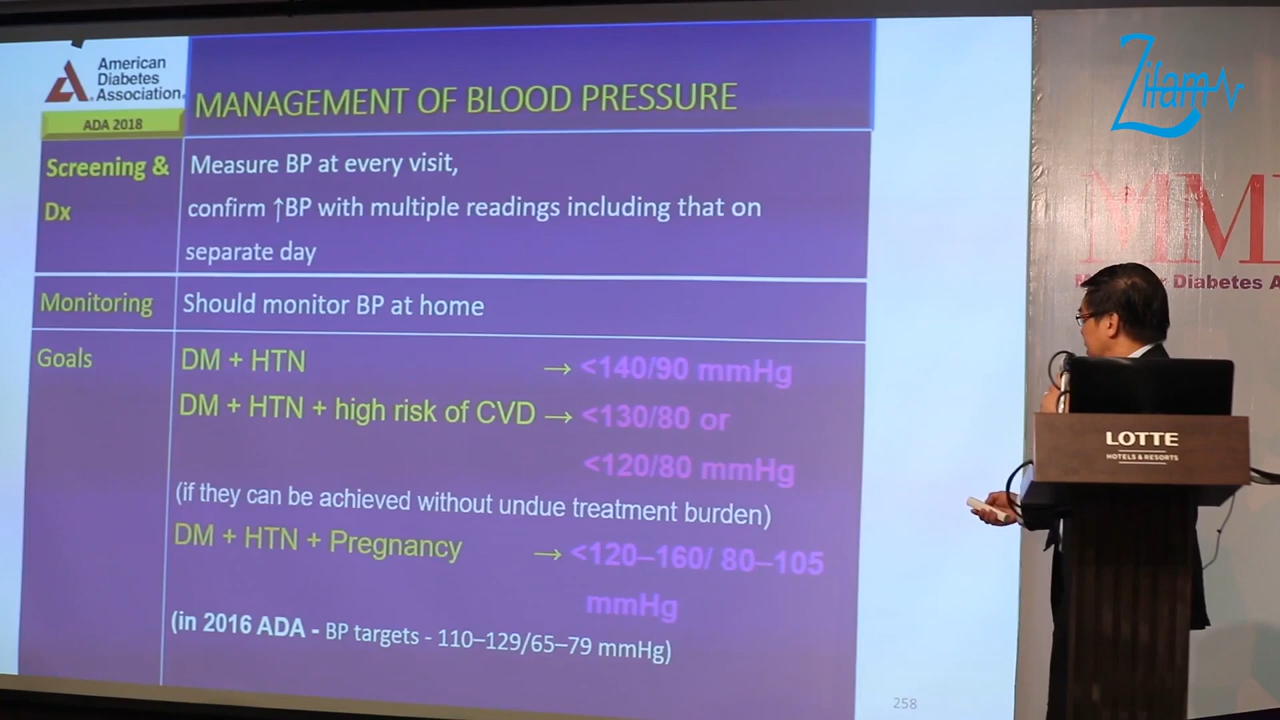 American
Diabetes
Association
ADA 2018
MANAGEMENT OF BLOOD PRESSURE
Screening &
Dx
Measure BP at every visit,
confirm ↑BP with multiple readings including that on
separate day
Monitoring
Should monitor BP at home
Goals
DM + HTN → <140/90 mmHg
DM + HTN + high risk of CVD → <130/80 or
<120/80 mmHg
(if they can be achieved without undue treatment burden)
DM + HTN + Pregnancy → <120–160/ 80–105
mmHg
(in 2016 ADA - BP targets - 110–129/65–79 mmHg)
258
Zifam
Diabetes A
LOTTE
HOTELS & RESORTS